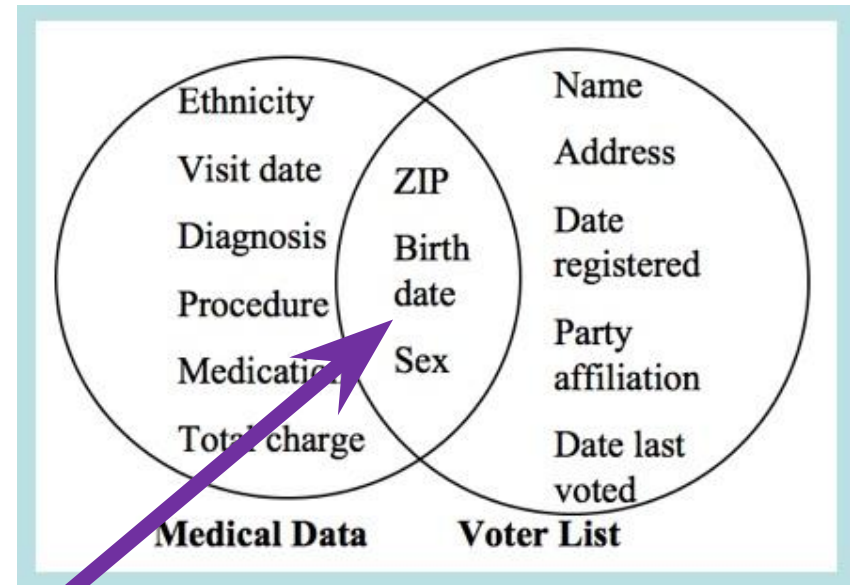 Ethnicity
Visit date
Diagnosis
Procedure
Medication
Total charge
ZIP
Birth
date
Sex
Name
Address
Date
registered
Party
affiliation
Date last
voted
Medical Data
Voter List